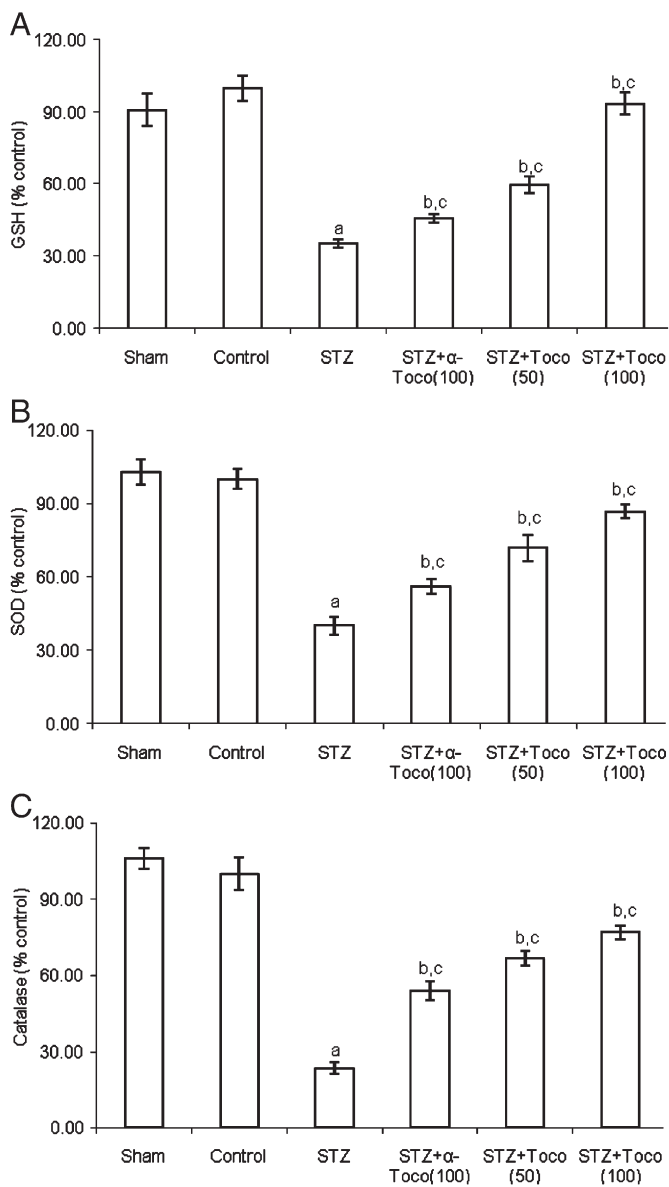 A
120.00
90.00
60.00
30.00
0.00
GSH (% control)
a
b,c
b,c
b,c
Sham Control STZ STZ+α- STZ+Toco STZ+Toco
Toco(100) (50) (100)
B
120.00
90.00
60.00
30.00
0.00
SOD (% control)
a
b,c
b,c
b,c
Sham Control STZ STZ+α- STZ+Toco STZ+Toco
Toco(100) (50) (100)
C
120.00
90.00
60.00
30.00
0.00
Catalase (% control)
a
b,c
b,c
b,c
Sham Control STZ STZ+α- STZ+Toco STZ+Toco
Toco(100) (50) (100)